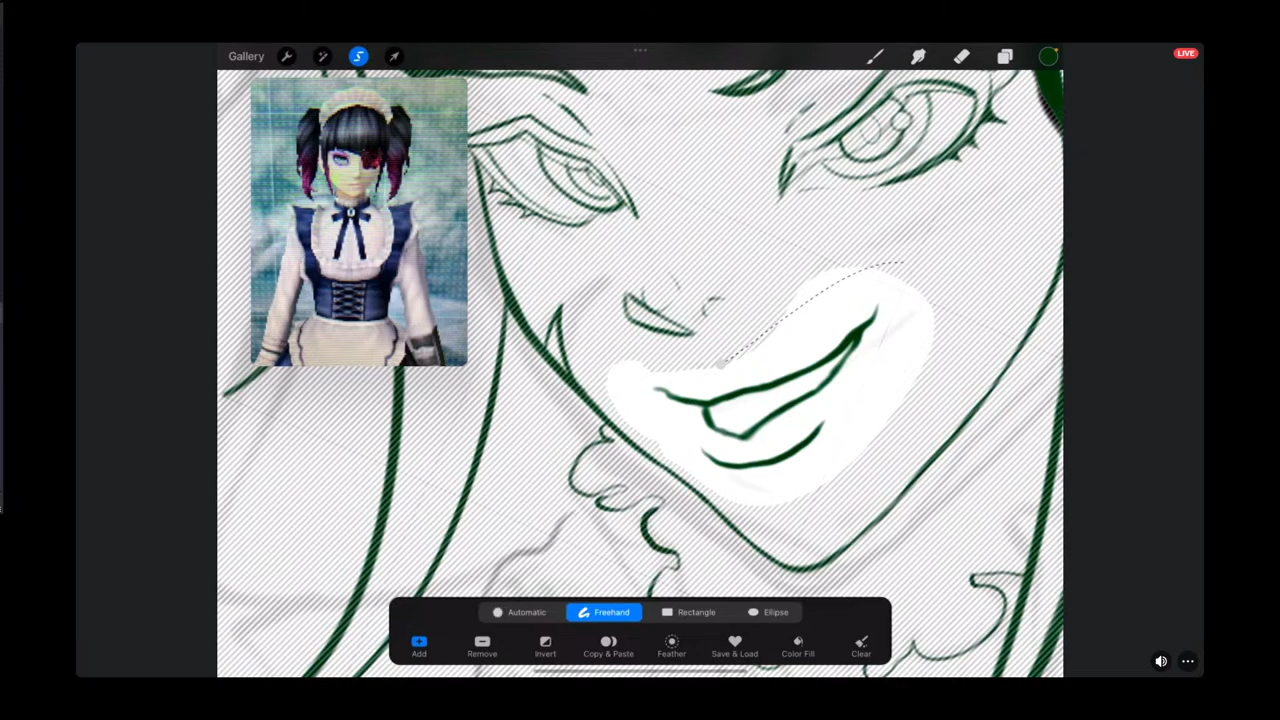 Gallery
LIVE
Automatic
Freehand
Rectangle
Ellipse
Add
Remove
Invert
Copy & Paste
Feather
Save & Load
Color Fill
Clear